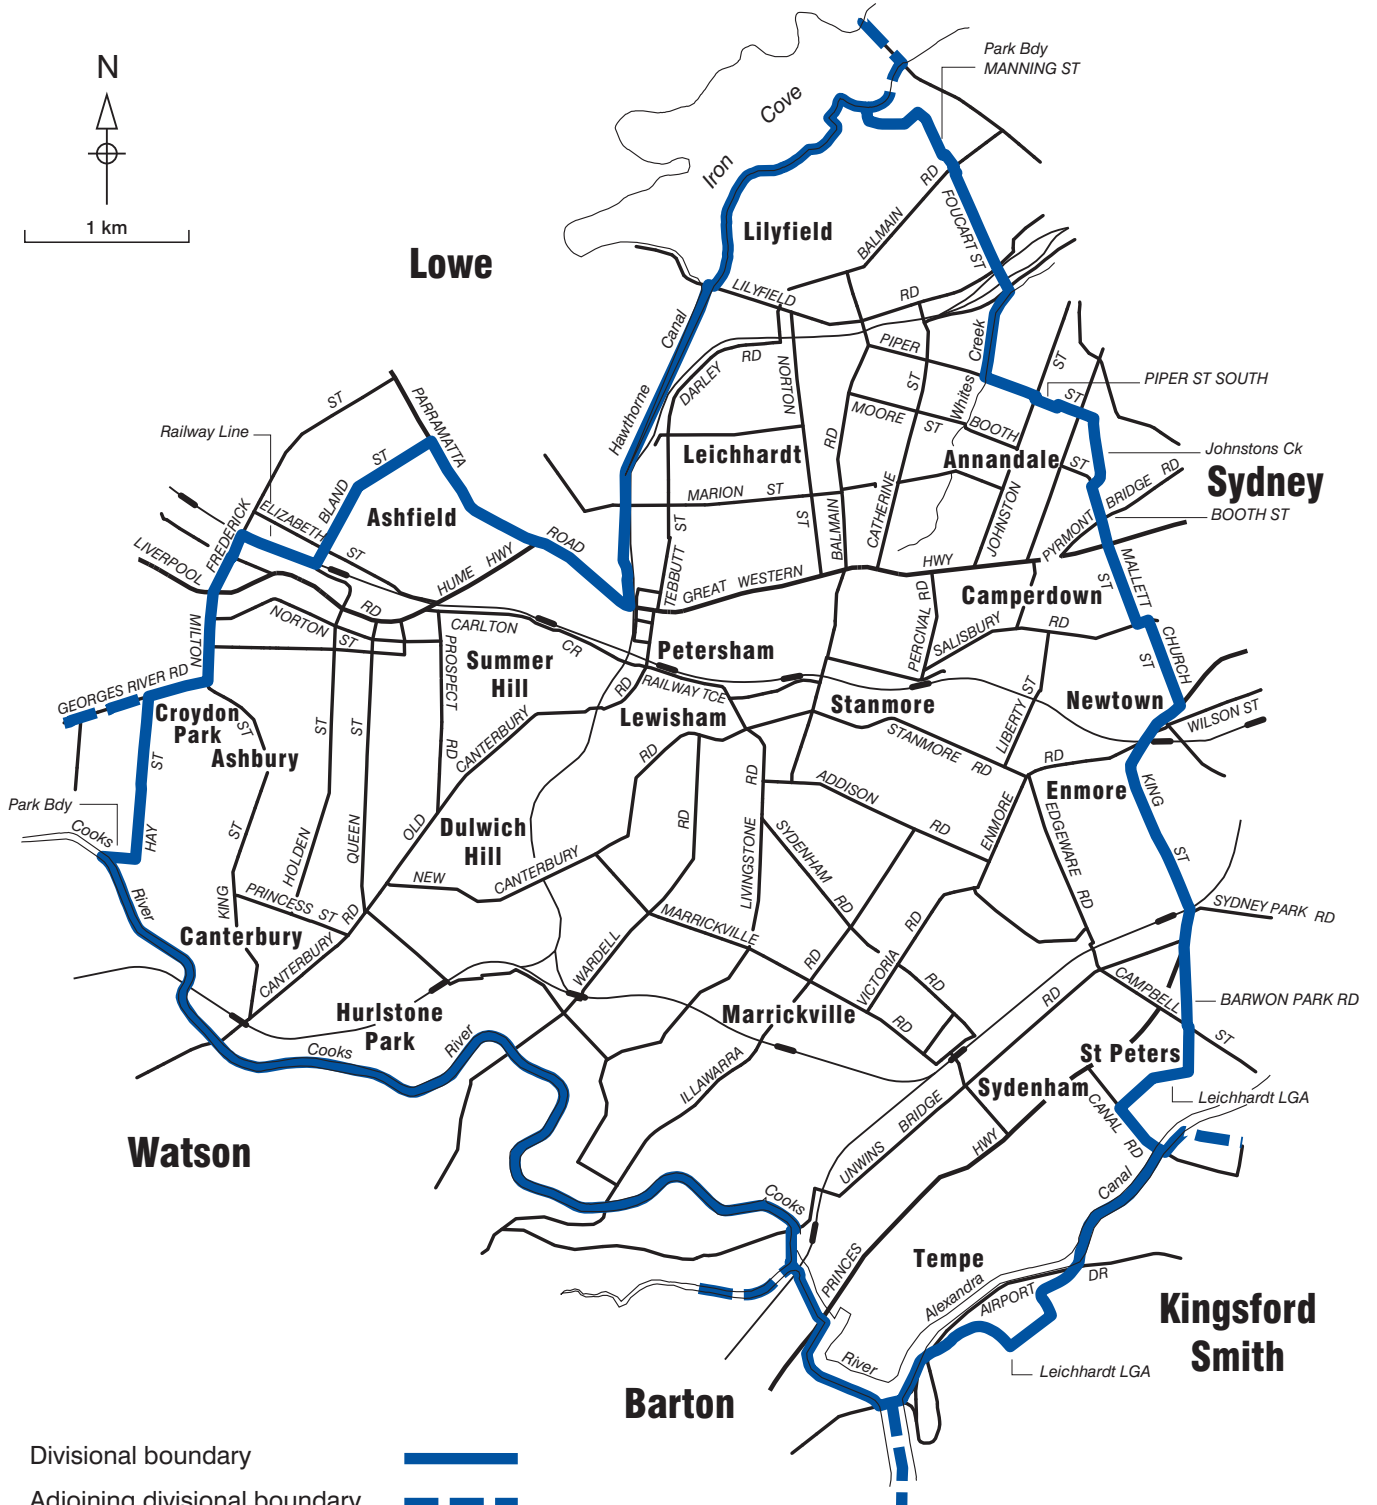 Park Bdy
MANNING ST
N
1 km
Cove
Iron
Lilyfield
BALMAIN
RD
FOUCART ST
Lowe
LILYFIELD
RD
Canal
Hawthorne
DARLEY
RD
NORTON
ST
PIPER
ST
Creek
Whites
ST
ST
PIPER ST SOUTH
MOORE
ST
BOOTH
ST
Johnstons Ck
Sydney
BOOTH ST
Leichhardt
Annandale
MARION ST
RD
BALMAIN
CATHERINE
JOHNSTON
PYRMONT
BRIDGE
RD
PARRAMATTA
ROAD
ST
Railway Line
BLAND
ST
ELIZABETH
ST
FREDERICK
Ashfield
LIVERPOOL
RD
HUME HWY
TEBBUTT
ST
GREAT WESTERN
HWY
MALLETT
ST
Camperdown
SALISBURY
RD
PERCIVAL RD
CHURCH
ST
NORTON
ST
MILTON
ST
CARLTON
CR
PROSPECT
RD
Summer
Hill
Petersham
RAILWAY TCE
Lewisham
Stanmore
STANMORE
RD
LIBERTY ST
Newtown
WILSON ST
GEORGES RIVER RD
Croydon
Park
Ashbury
ST
ST
ST
CANTERBURY
RD
OLD
RD
RD
RD
RD
Enmore
ENMORE
EDGEWARE
RD
KING
ST
ADDISON
RD
Park Bdy
Cooks
River
HAY
ST
HOLDEN
QUEEN
Dulwich
Hill
NEW
CANTERBURY
LIVINGSTONE
SYDENHAM
RD
SYDNEY PARK RD
KING
PRINCESS ST
RD
Canterbury
CANTERBURY
MARRICKVILLE
WARDELL
RD
VICTORIA
RD
RD
RD
RD
CAMPBELL
ST
BARWON PARK RD
Hurlstone
Park
Cooks
River
Marrickville
ILLAWARRA
St Peters
Sydenham
CANAL
RD
Leichhardt LGA
UNWINS
BRIDGE
HWY
Watson
Cooks
PRINCES
Tempe
Canal
Alexandra
AIRPORT
DR
Kingsford
Smith
River
Leichhardt LGA
Barton
Divisional boundary
Adjoining divisional boundary